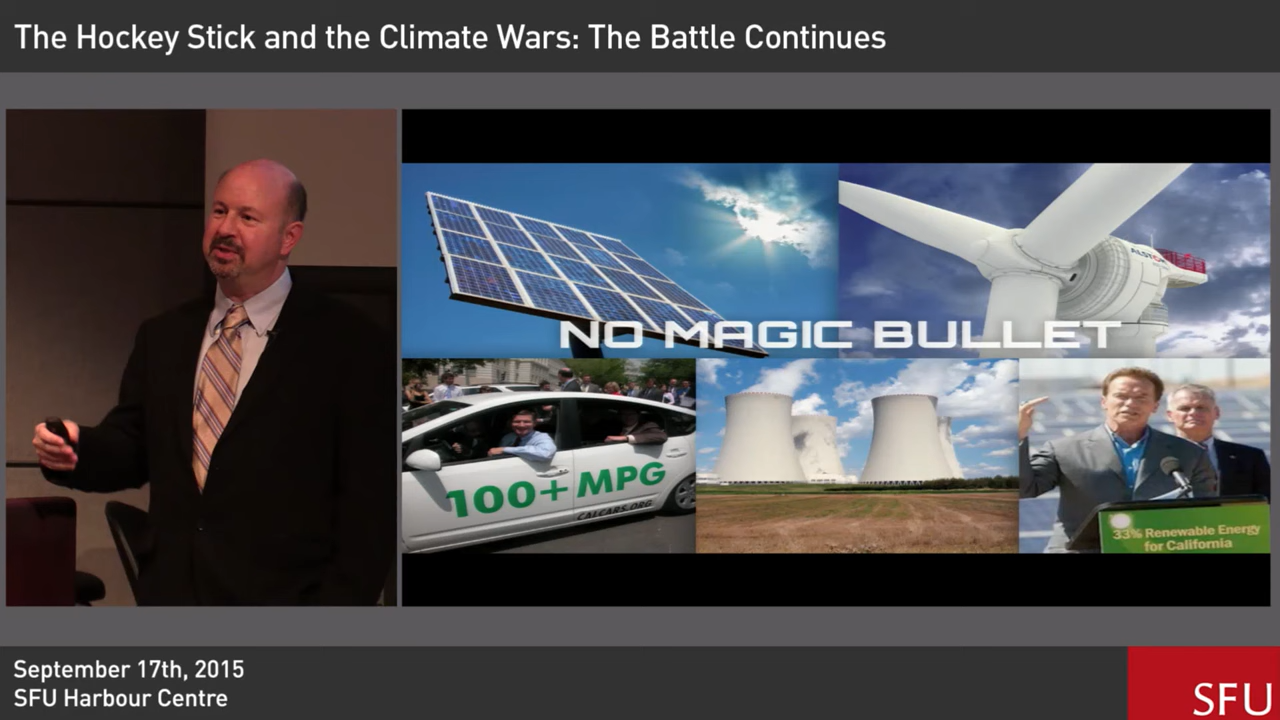 The Hockey Stick and the Climate Wars: The Battle Continues
ALSTOM
NO MAGIC BULLET
100+ MPG
CALCARS.ORG
33% Renewable Energy
for California
September 17th, 2015
SFU Harbour Centre
SFU